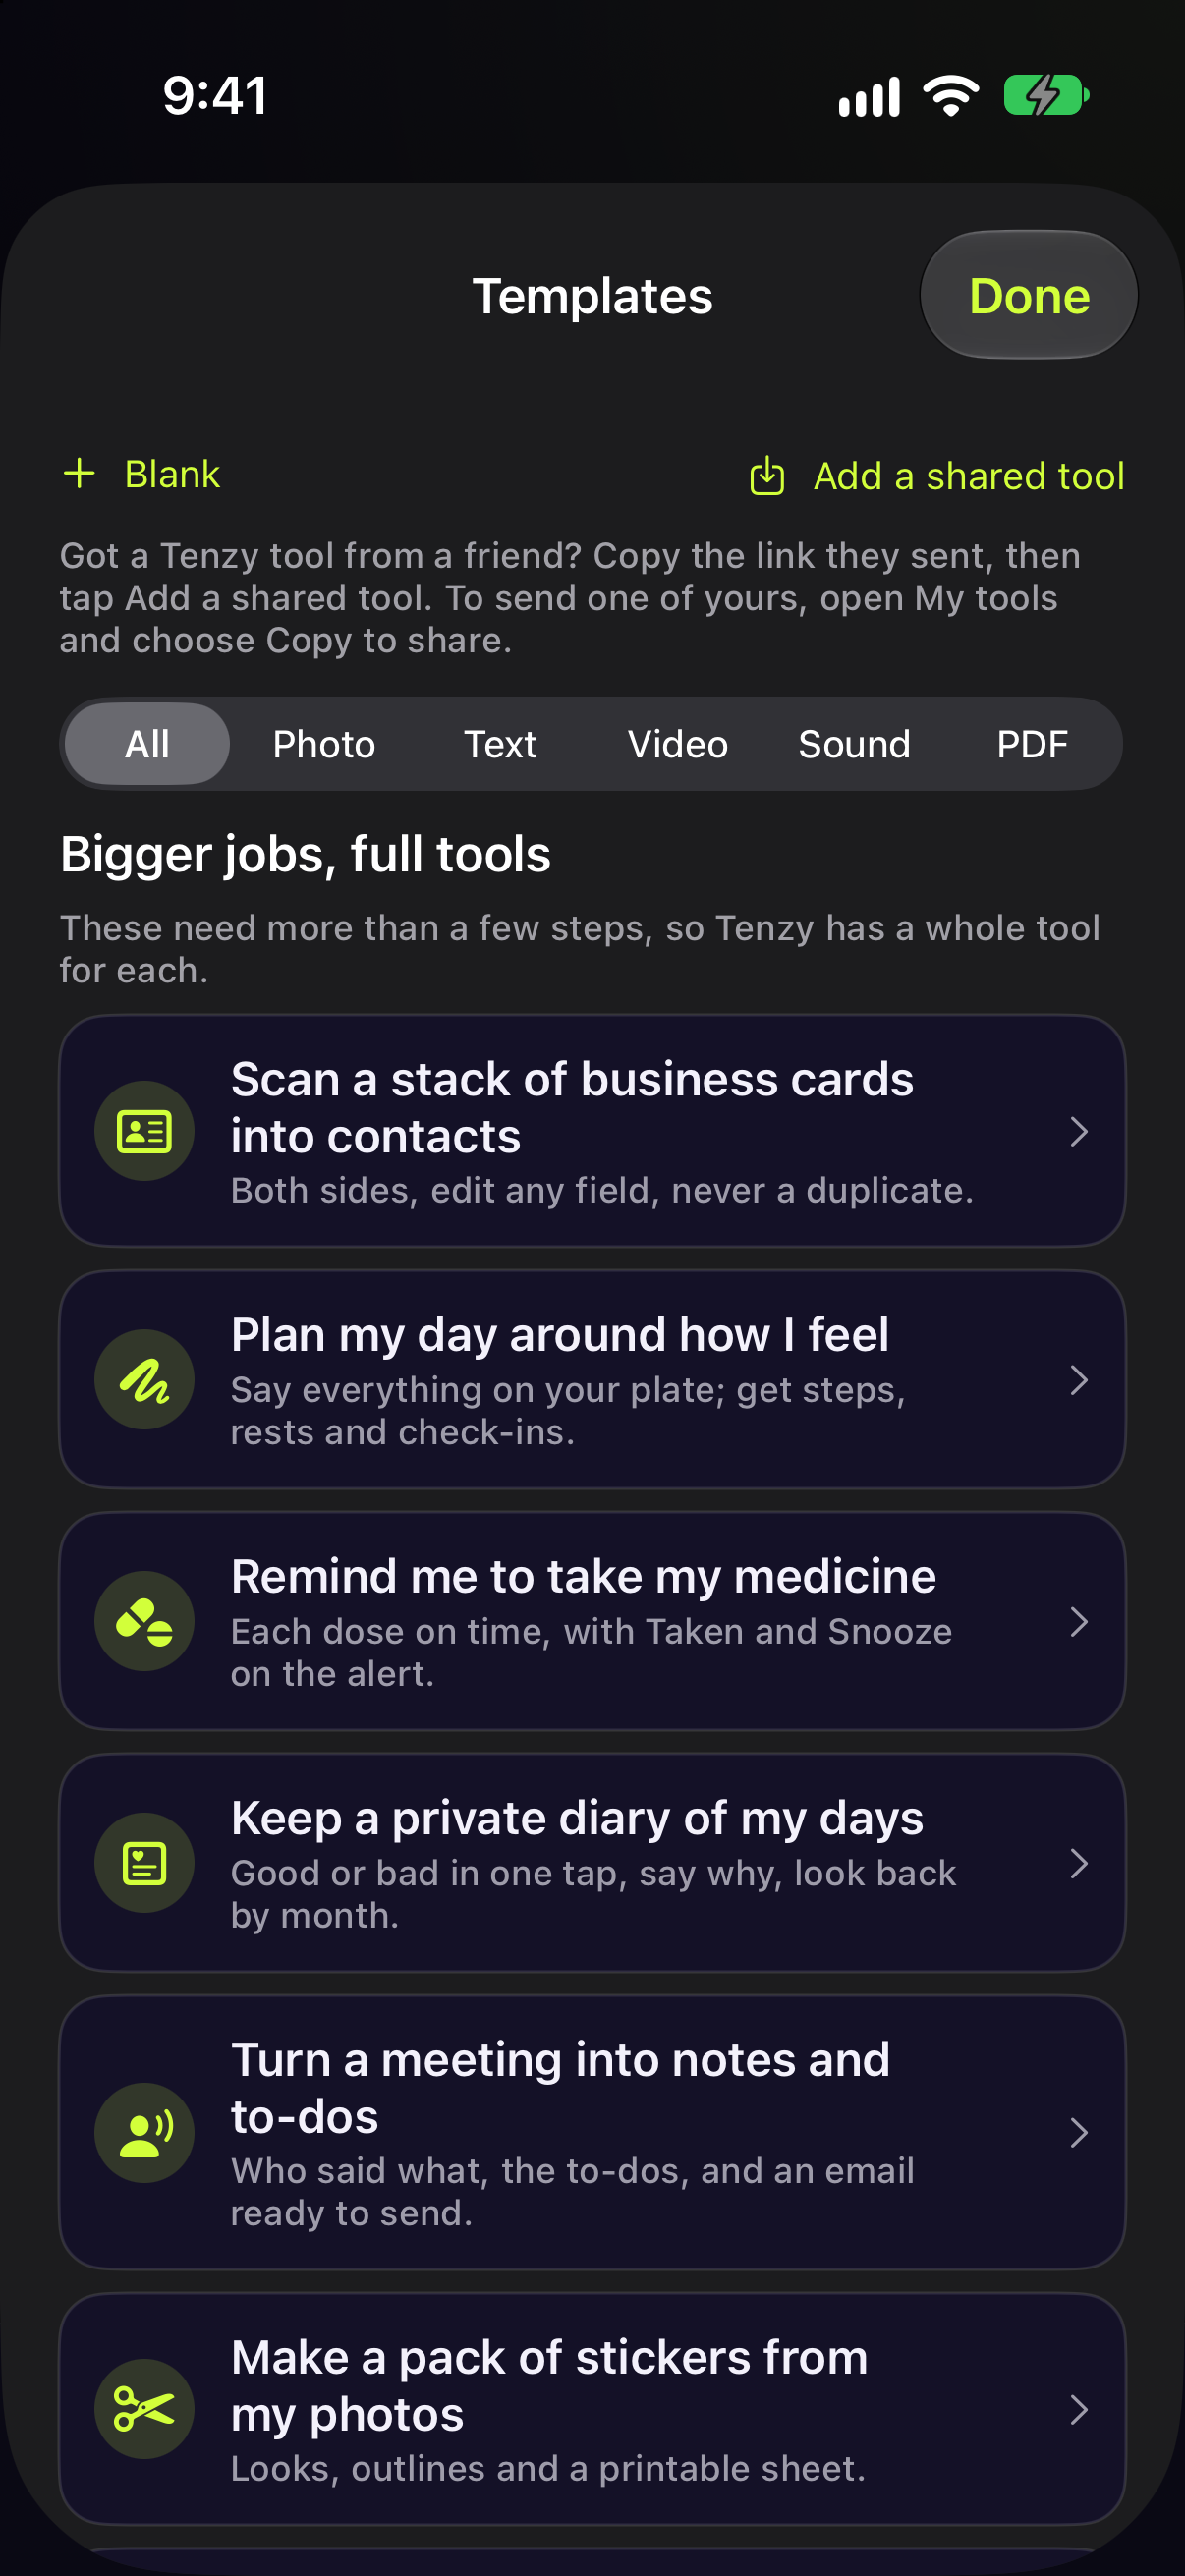 9:41
Templates
Done
Blank
Add a shared tool
Got a Tenzy tool from a friend? Copy the link they sent, then
tap Add a shared tool. To send one of yours, open My tools
and choose Copy to share.
All
Photo
Text
Video
Sound
PDF
Bigger jobs, full tools
These need more than a few steps, so Tenzy has a whole tool
for each.
Scan a stack of business cards
into contacts
Both sides, edit any field, never a duplicate.
Plan my day around how I feel
Say everything on your plate; get steps,
rests and check-ins.
Remind me to take my medicine
Each dose on time, with Taken and Snooze
on the alert.
Keep a private diary of my days
Good or bad in one tap, say why, look back
by month.
Turn a meeting into notes and
to-dos
Who said what, the to-dos, and an email
ready to send.
Make a pack of stickers from
my photos
Looks, outlines and a printable sheet.